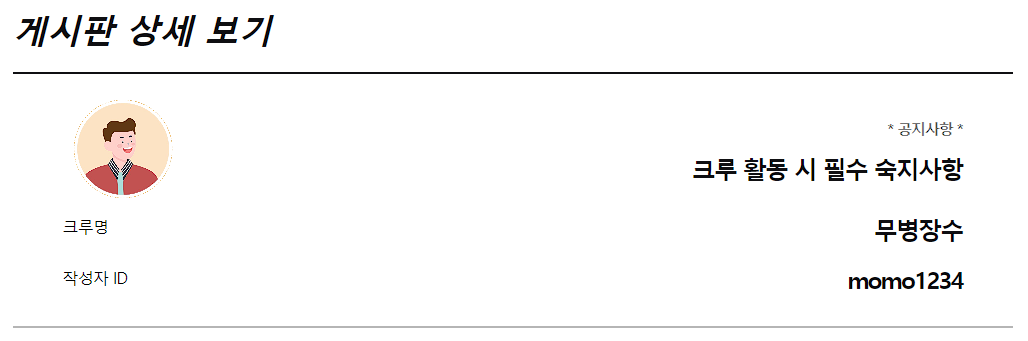 게시판 상세 보기
* 공지사항 *
크루 활동 시 필수 숙지사항
크루명 무병장수
작성자 ID momo1234